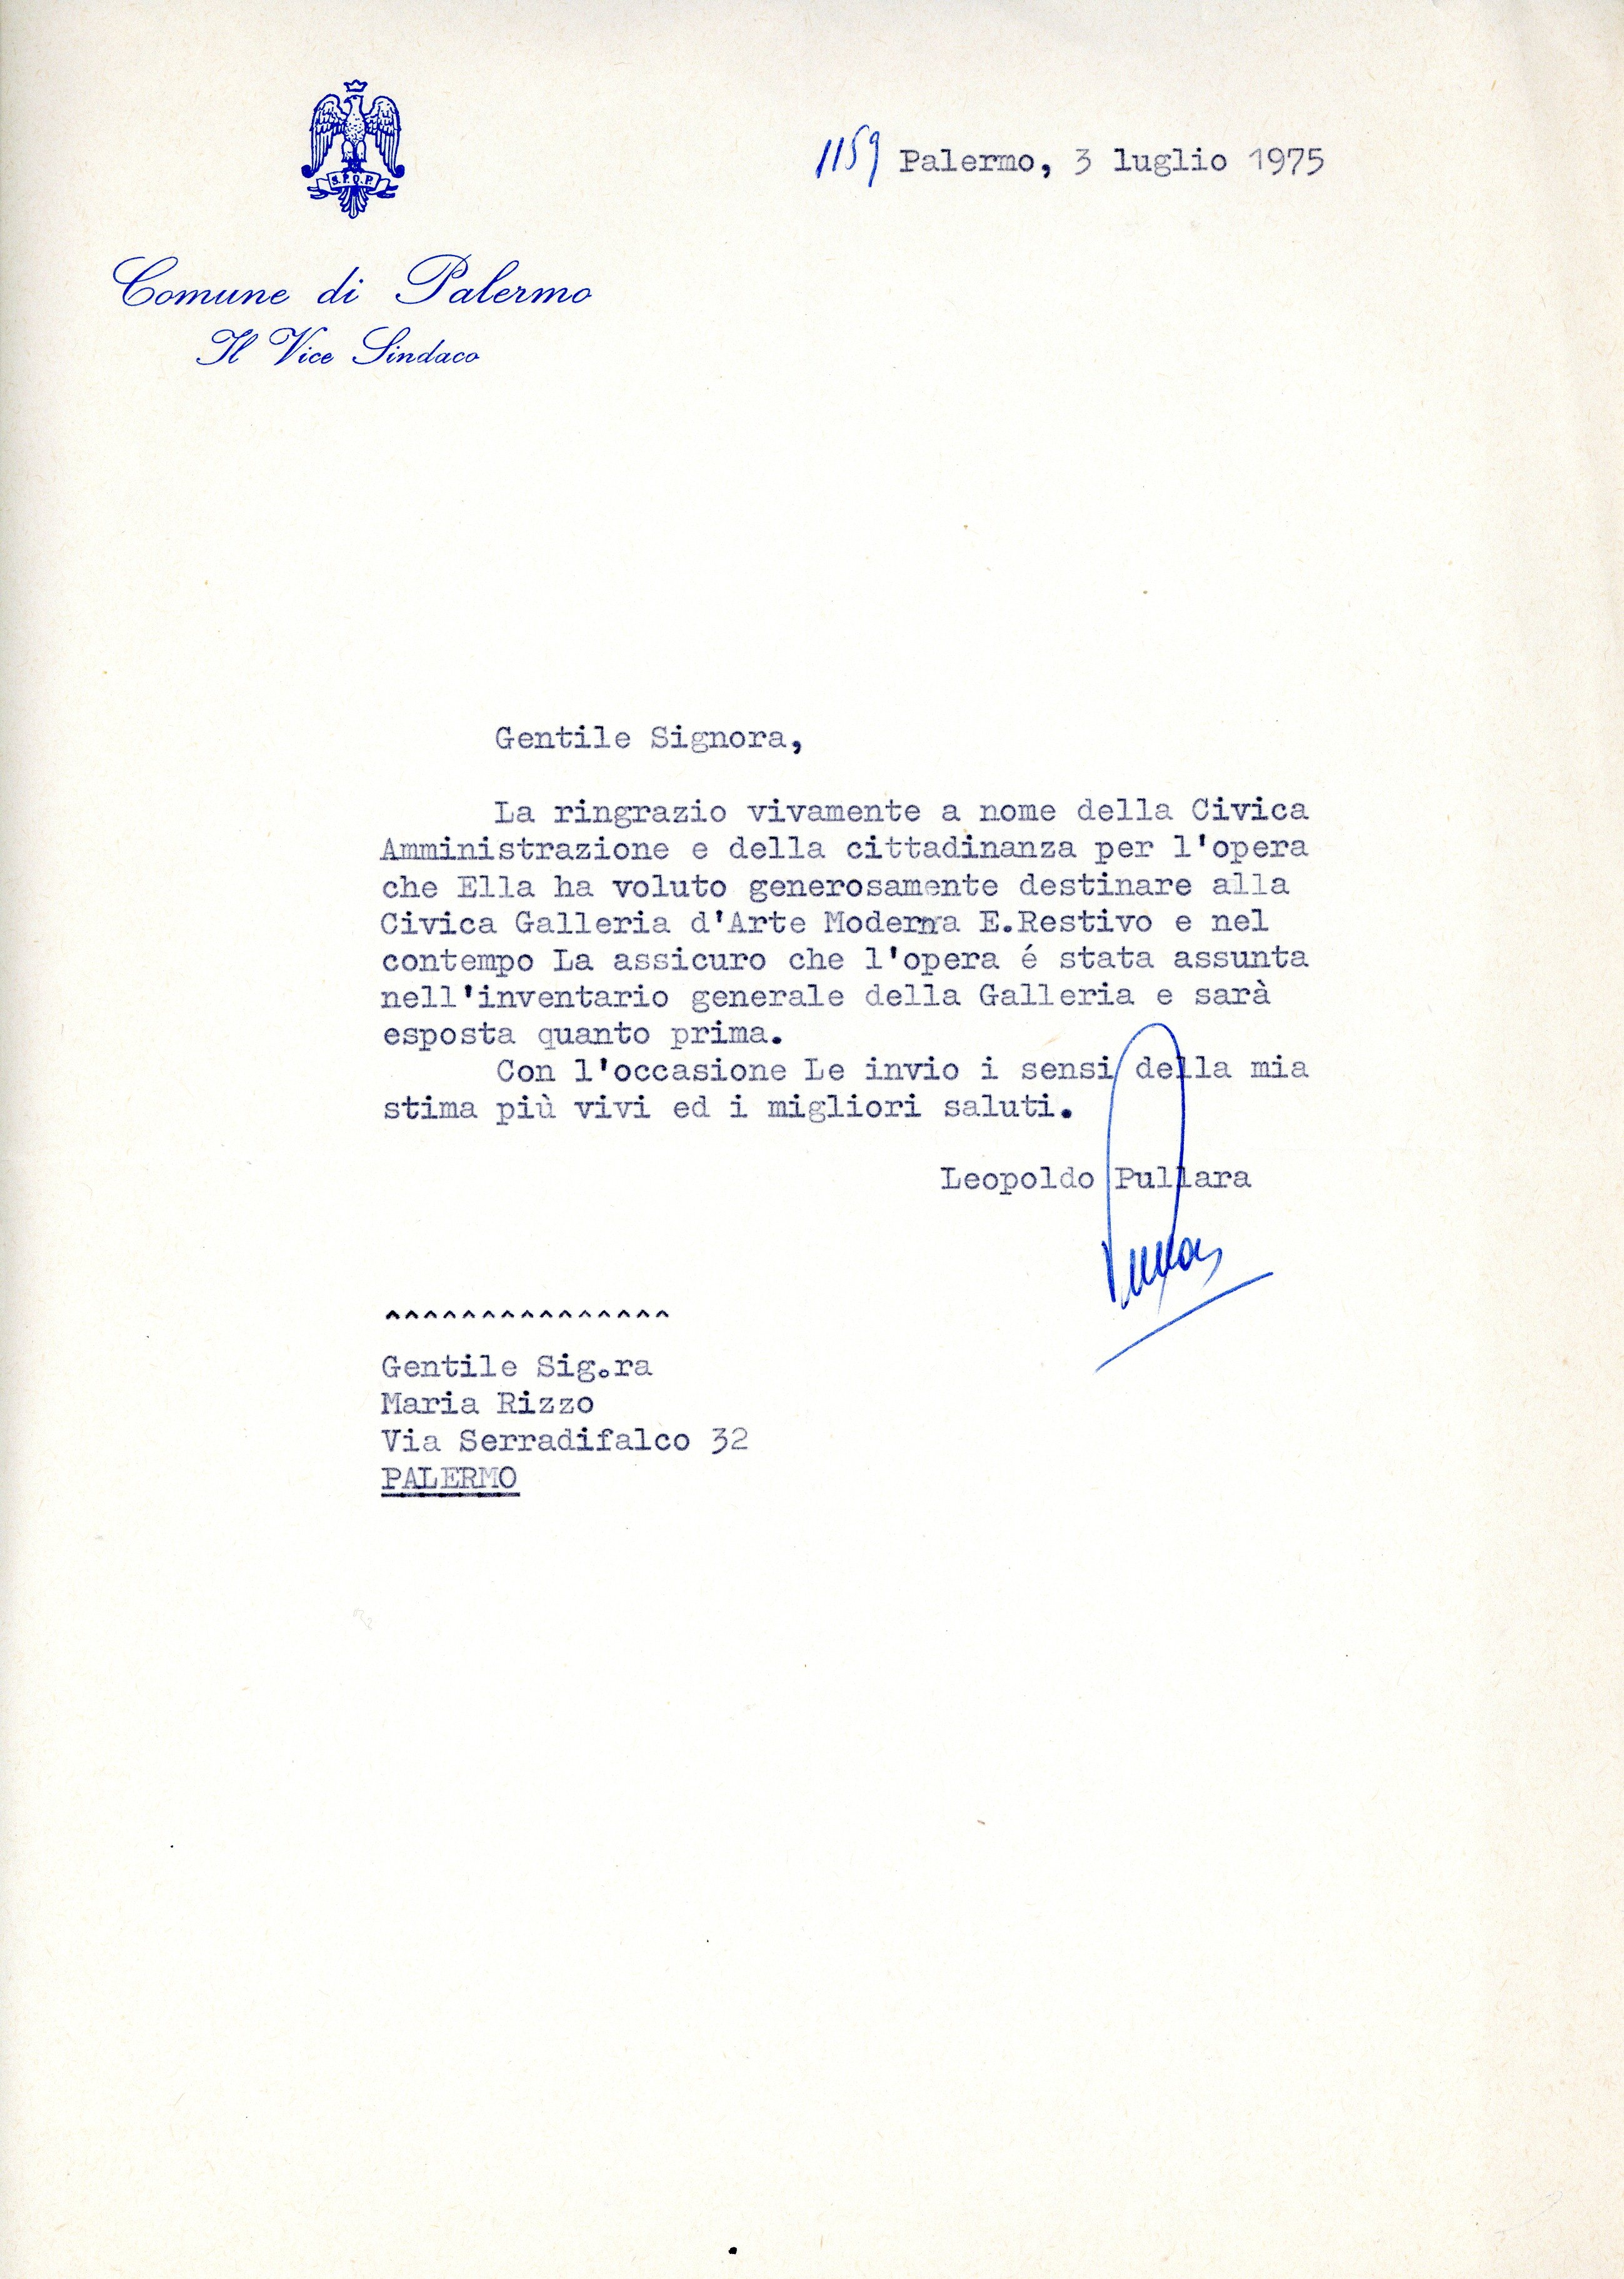 S.P.Q.P.
1159 Palermo, 3 luglio 1975
Comune di Palermo
Il Vice Sindaco
Gentile Signora,
La ringrazio vivamente a nome della Civica
Amministrazione e della cittadinanza per l'opera
che Ella ha voluto generosamente destinare alla
Civica Galleria d'Arte Moderna E.Restivo e nel
contempo La assicuro che l'opera é stata assunta
nell'inventario generale della Galleria e sarà
esposta quanto prima.
Con l'occasione Le invio i sensi della mia
stima più vivi ed i migliori saluti.
Leopoldo Pullara
^^^^^^^^^^^^^^^
Gentile Sig.ra
Maria Rizzo
Via Serradifalco 32
PALERMO